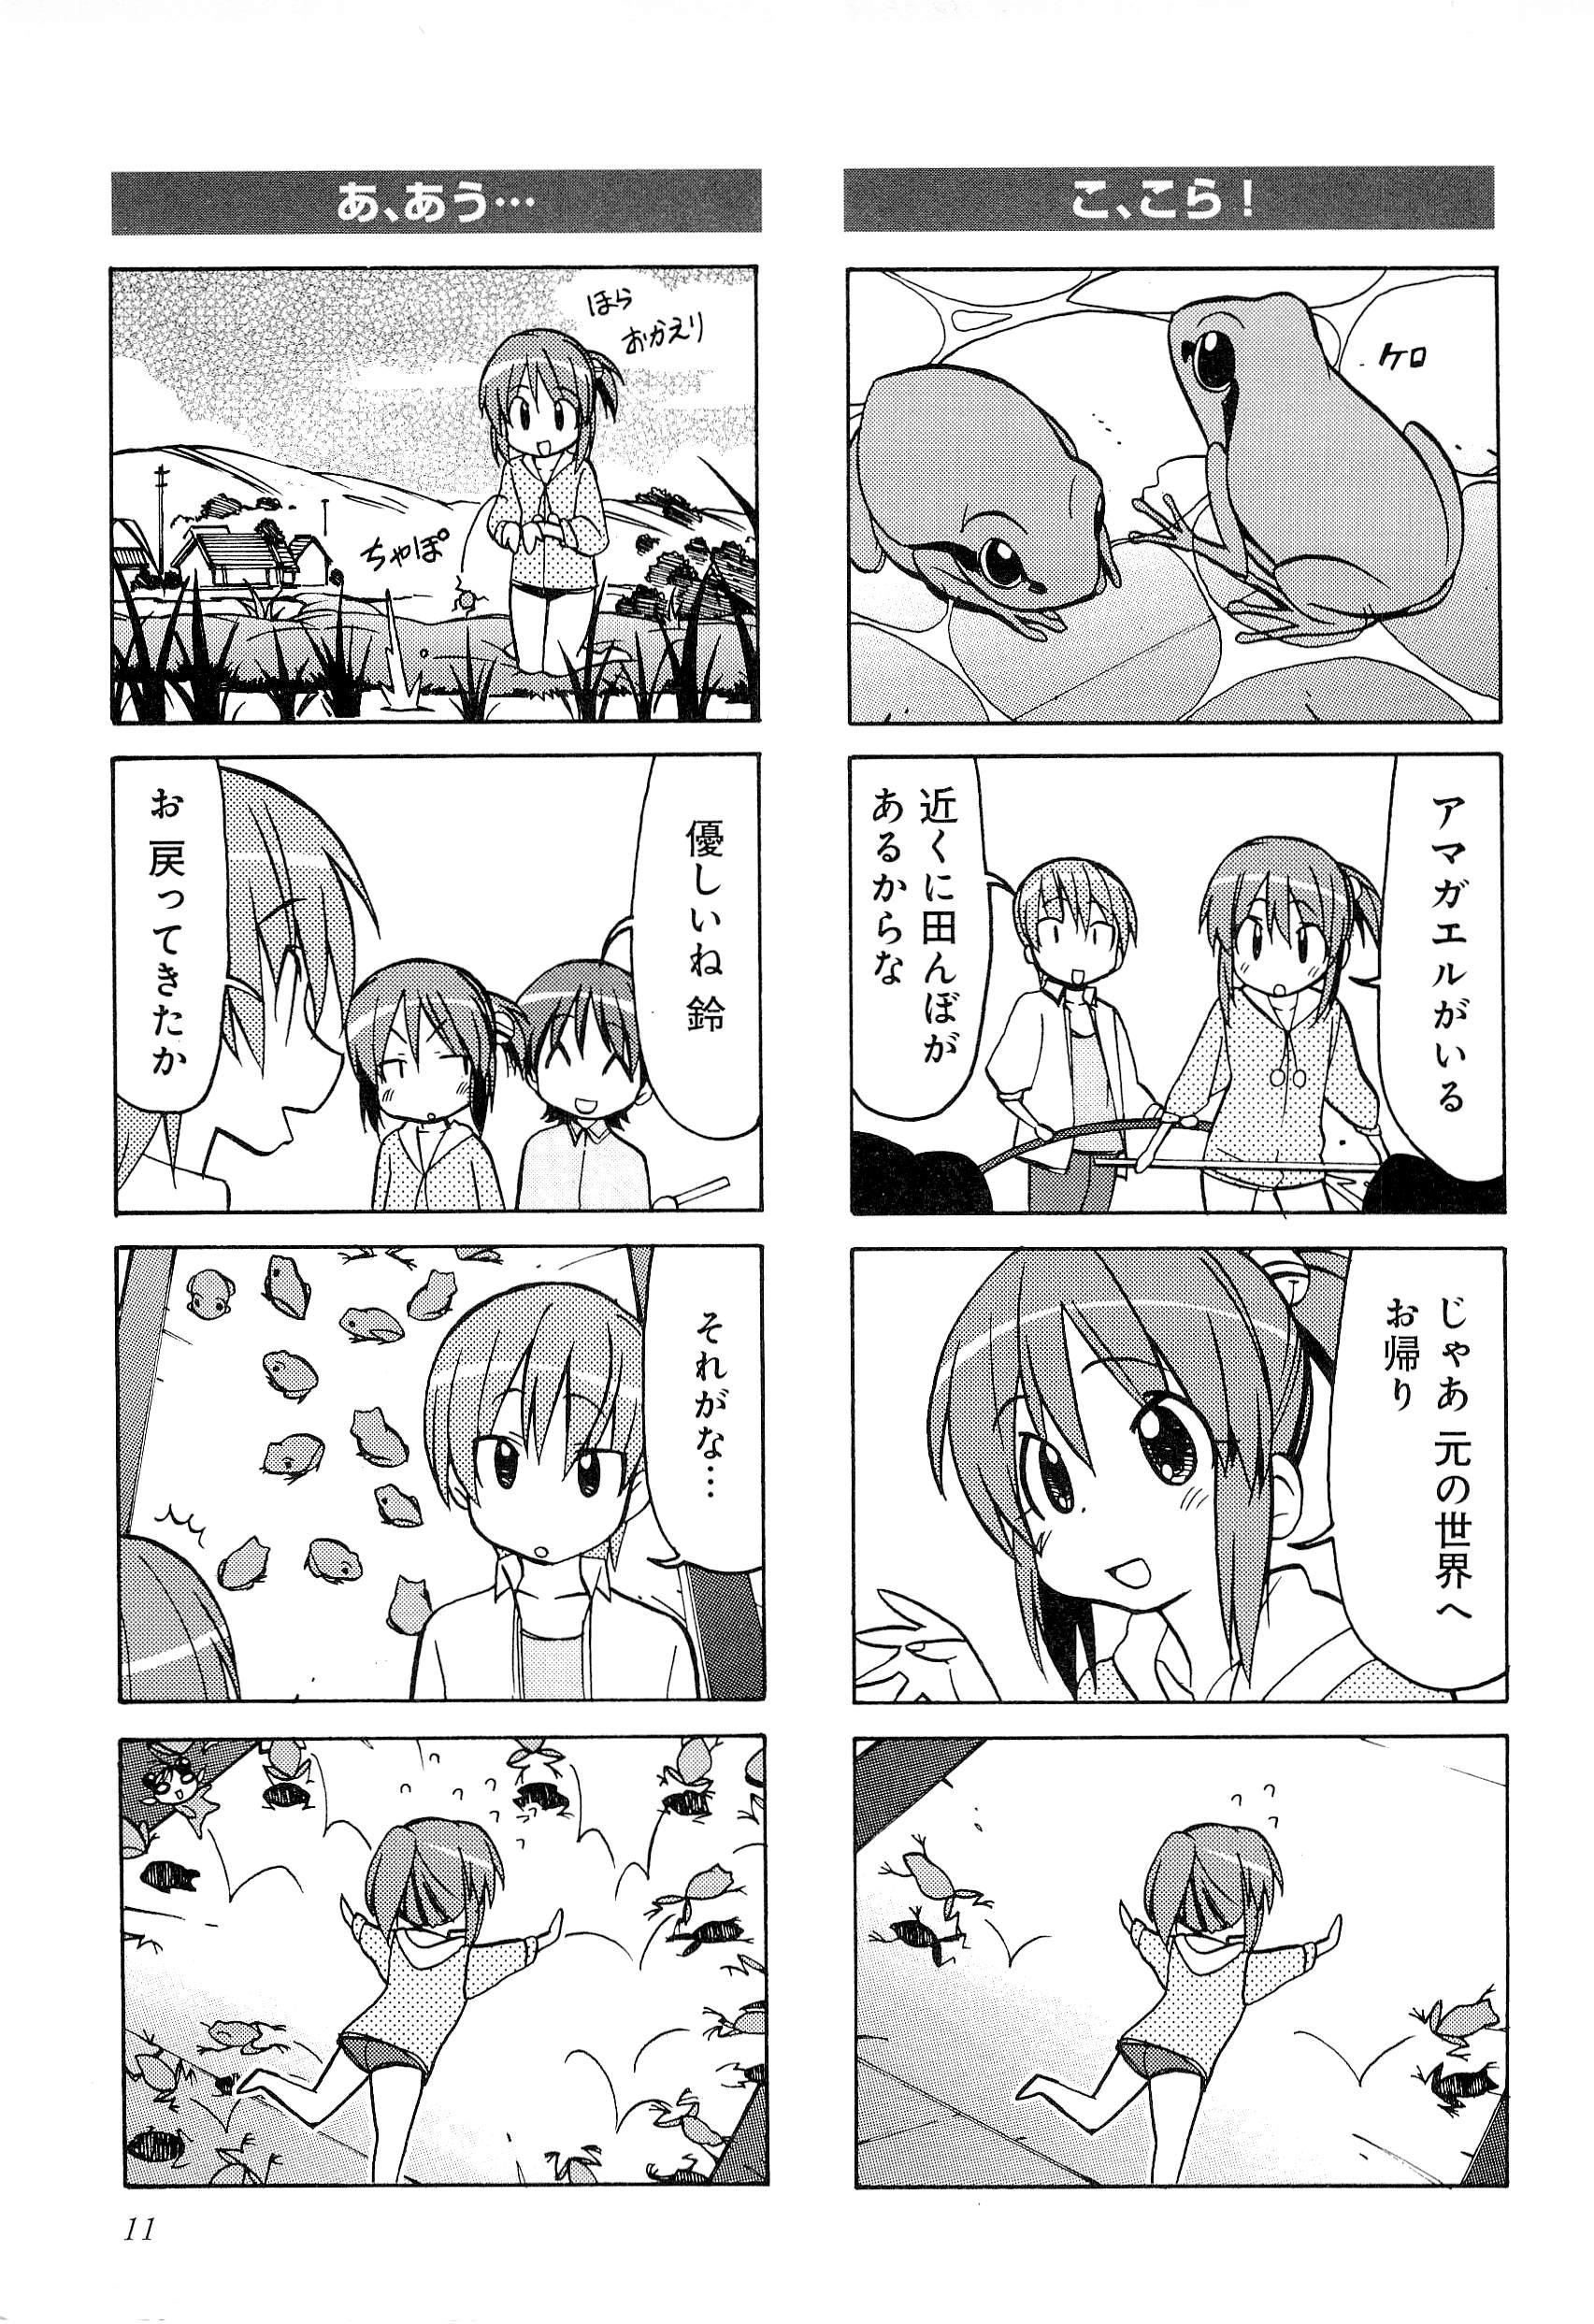 こ、こら！
ケロ
アマガエルがいる
近くに田んぼが
あるからな
じゃあ 元の世界へ
お帰り
あ、あう…
ほら
おかえり
ちゃぽ
優しいね 鈴
お 戻ってきたか
それがな…
11